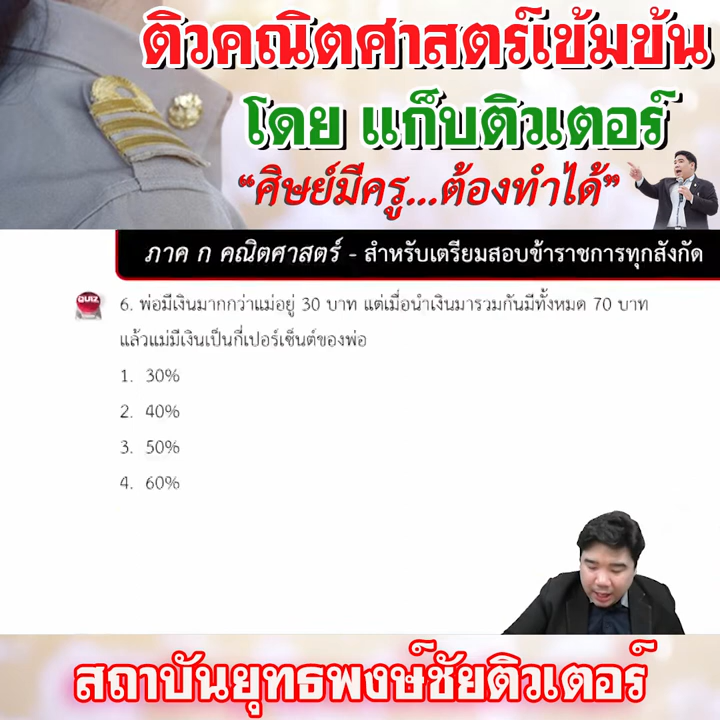 ติวคณิตศาสตร์เข้มข้น
โดย แก็บติวเตอร์
“ศิษย์มีครู...ต้องทำได้”
ภาค ก คณิตศาสตร์ - สำหรับเตรียมสอบข้าราชการทุกสังกัด
QUIZ
6. พ่อมีเงินมากกว่าแม่อยู่ 30 บาท แต่เมื่อนำเงินมารวมกันมีทั้งหมด 70 บาท
แล้วแม่มีเงินเป็นกี่เปอร์เซ็นต์ของพ่อ
1. 30%
2. 40%
3. 50%
4. 60%
สถาบันยุทธพงษ์ชัยติวเตอร์